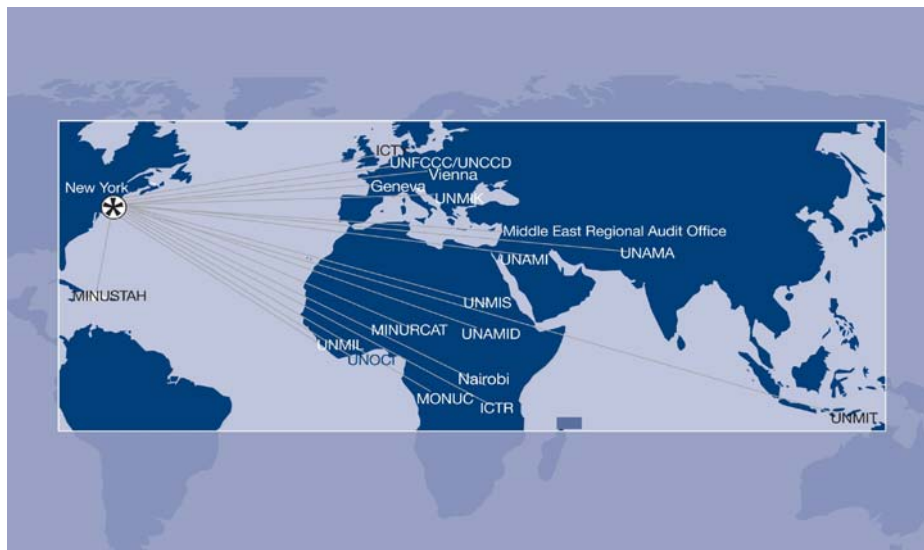 ICTY
UNFCCC/UNCCD
Vienna
New York
Geneva
UNMIK
Middle East Regional Audit Office
UNAMI
UNAMA
MINUSTAH
UNMIS
MINURCAT
UNAMID
UNMIL
UNOCI
Nairobi
MONUC
ICTR
UNMIT